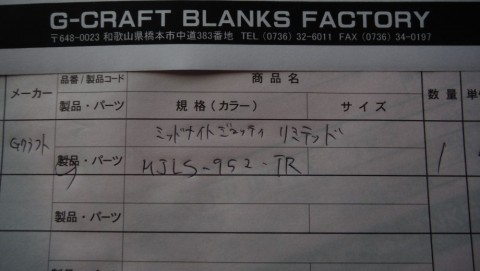 G-CRAFT BLANKS FACTORY
〒648-0023 和歌山県橋本市中道383番地 TEL (0736) 32-6011 FAX (0736) 34-0197
メーカー 品番/製品コード 商品名 数量
製品・パーツ 規格(カラー) サイズ
Gクラフト ミッドナイトジェッティ リミテッド 1
製品・パーツ MJLS-952-TR
製品・パーツ